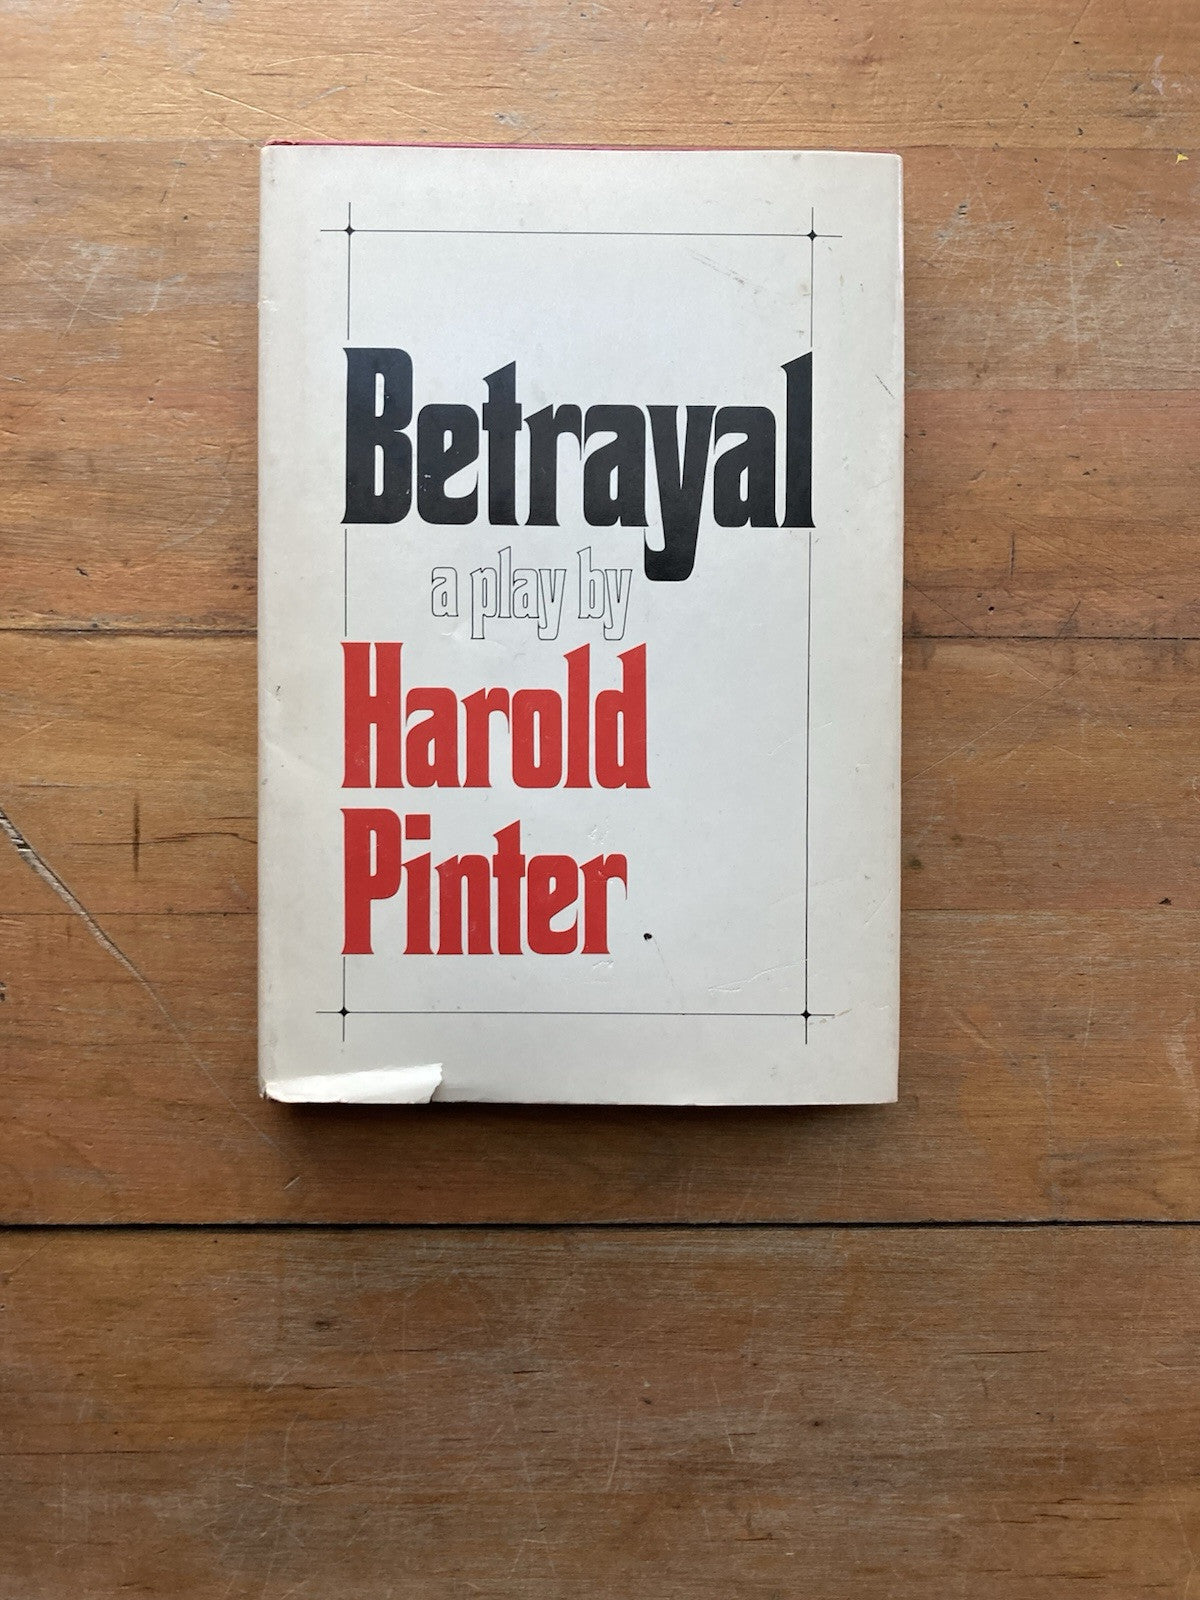 Betrayal
a play by
Harold
Pinter